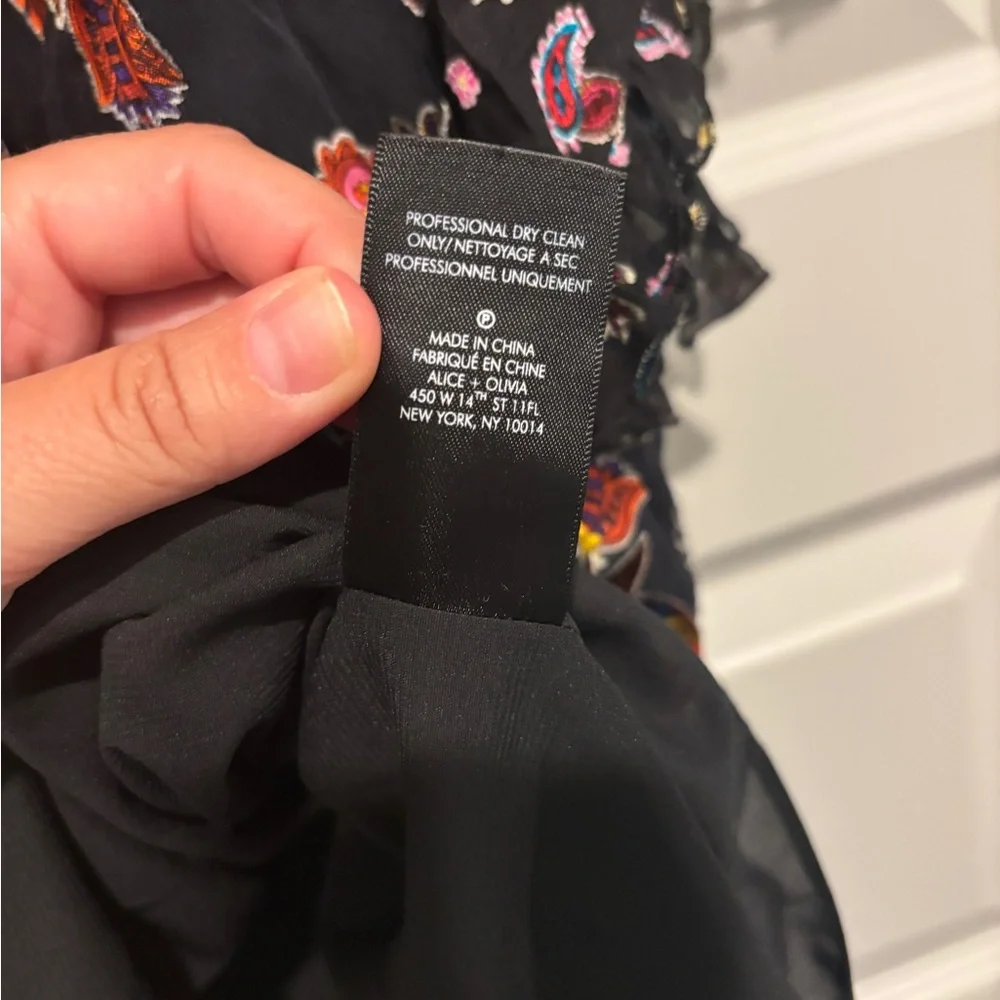 PROFESSIONAL DRY CLEAN
ONLY/ NETTOYAGE A SEC
PROFESSIONNEL UNIQUEMENT
Ⓟ
MADE IN CHINA
FABRIQUÉ EN CHINE
ALICE + OLIVIA
450 W 14TH ST 11FL
NEW YORK, NY 10014